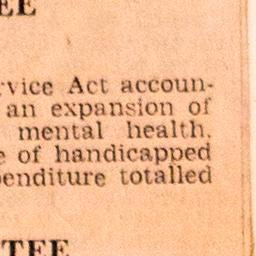 EE
rvice Act accoun-
an expansion of
mental health.
e of handicapped
penditure totalled
TEE